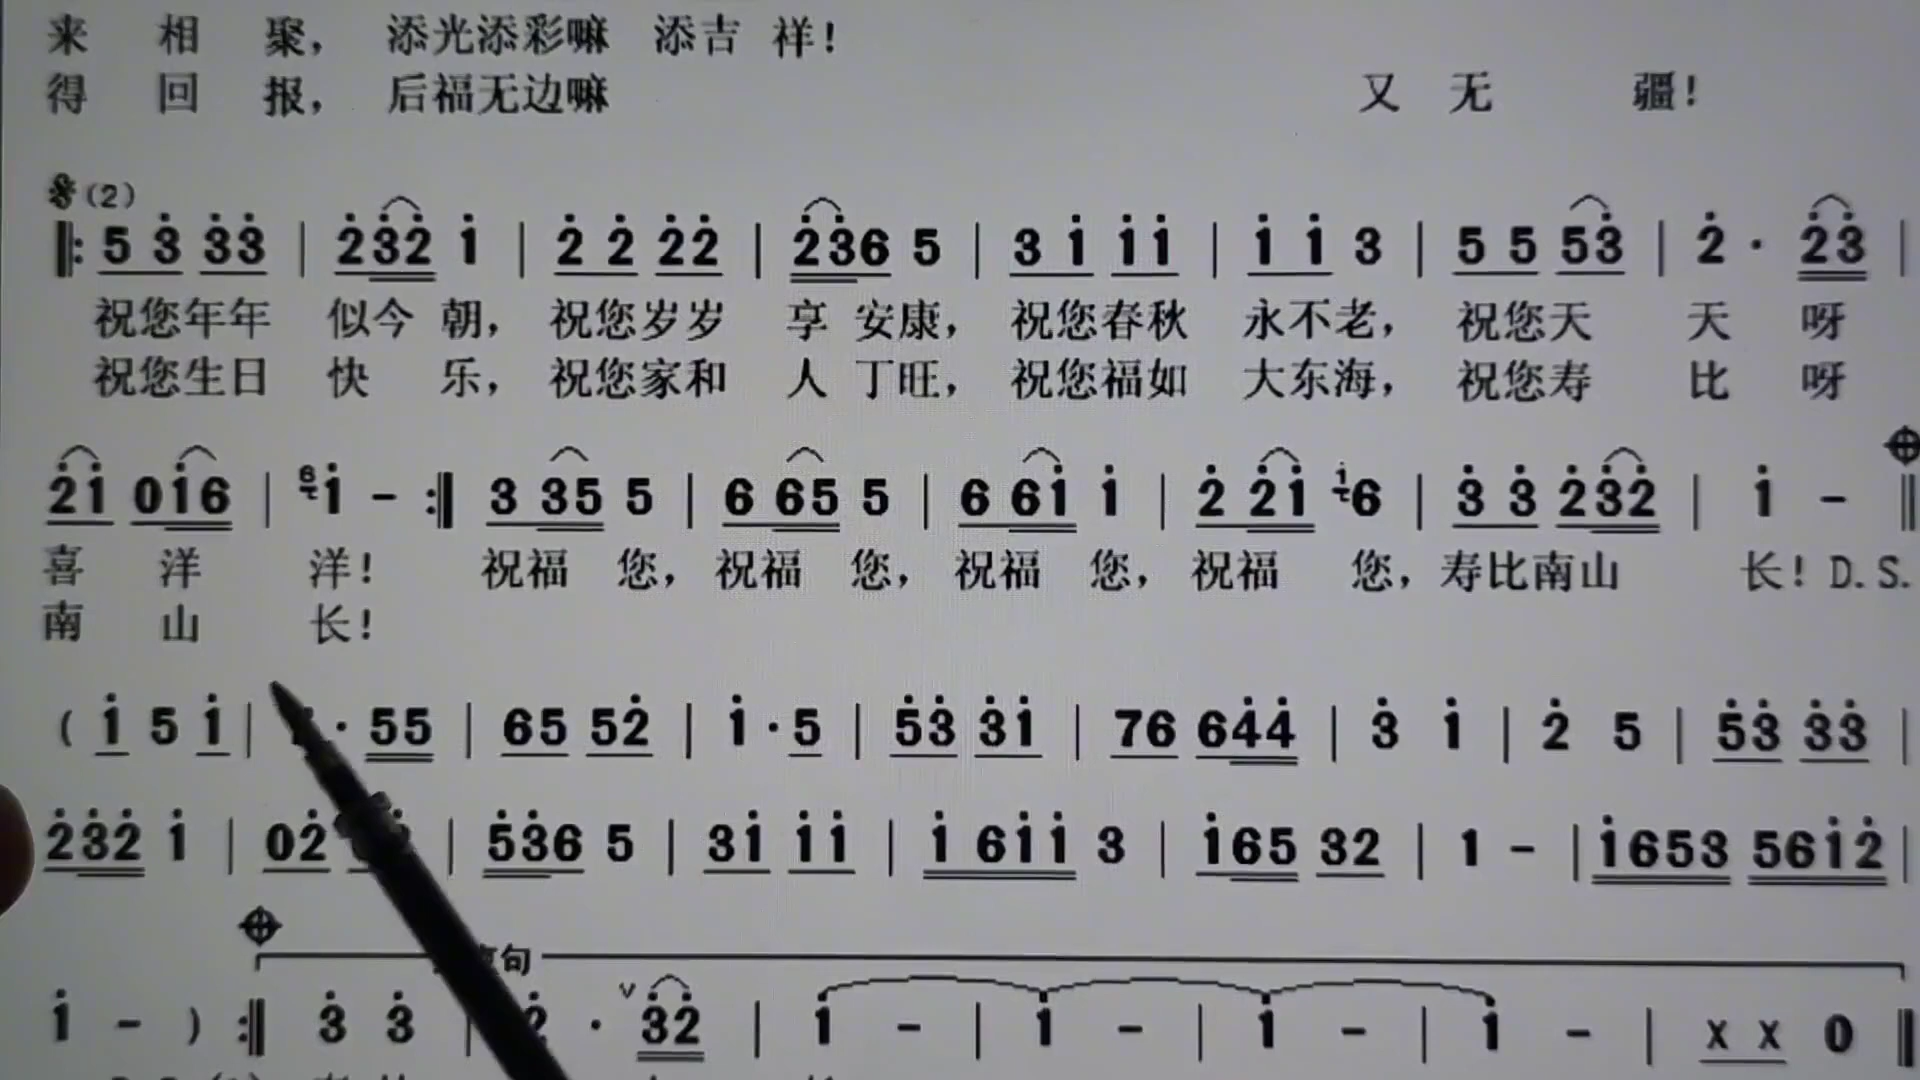 来 相 聚， 添光添彩嘛 添吉 祥！
得 回 报， 后福无边嘛 又 无 疆！
(2)
5 3 33 | 232 1 | 2 2 22 | 236 5 | 3 1 11 | 1 1 3 | 5 5 53 | 2 · 23 |
祝您年年 似今 朝， 祝您岁岁 享 安康， 祝您春秋 永不老， 祝您天 天 呀
祝您生日 快 乐， 祝您家和 人 丁旺， 祝您福如 大东海， 祝您寿 比 呀
21 016 | 6 1 - :| 3 35 5 | 6 65 5 | 6 61 1 | 2 21 1 6 | 3 3 232 | 1 - ||
喜 洋 洋！ 祝福 您， 祝福 您， 祝福 您， 祝福 您， 寿比南山 长！ D.S.
南 山 长！
( 1 5 1 | · 55 | 65 52 | 1 · 5 | 53 31 | 76 644 | 3 1 | 2 5 | 53 33 |
232 1 | 02 | 536 5 | 31 11 | 1 611 3 | 165 32 | 1 - | 1653 5612 |
句
1 - ) :| 3 3 | 2 · 32 | 1 - | 1 - | 1 - | 1 - | X X 0 ||